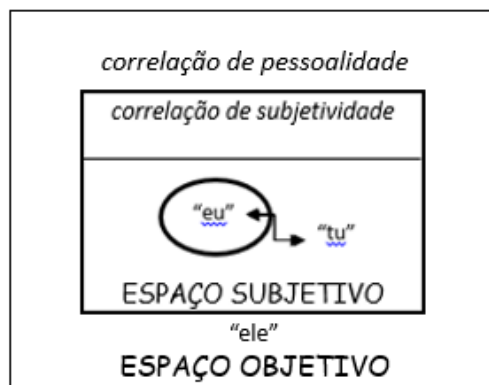 correlação de pessoalidade
correlação de subjetividade
“eu”
“tu”
ESPAÇO SUBJETIVO
“ele”
ESPAÇO OBJETIVO